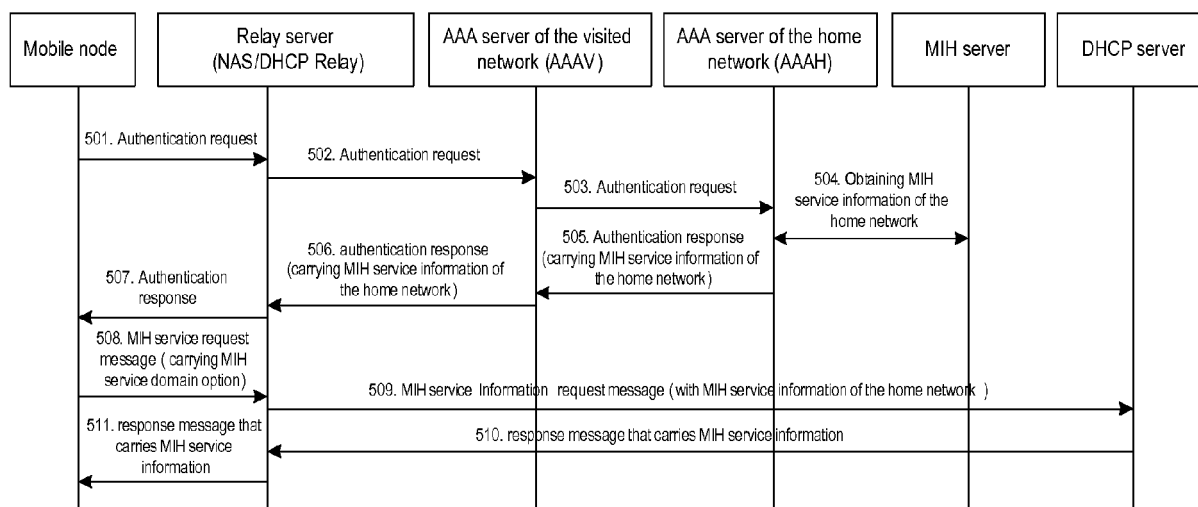 Mobile node
Relay server
(NAS/DHCP Relay)
AAA server of the visited
network (AAAV)
AAA server of the home
network (AAAH)
MIH server
DHCP server
501. Authentication request
502. Authentication request
503. Authentication request
504. Obtaining MIH
service information of the
home network
505. Authentication response
(carrying MIH service information of
the home network)
506. authentication response
(carrying MIH service information of
the home network)
507. Authentication
response
508. MIH service request
message ( carrying MIH
service domain option)
509. MIH service Information request message (with MIH service information of the home network )
510. response message that carries MIH service information
511. response message that
carries MIH service
information